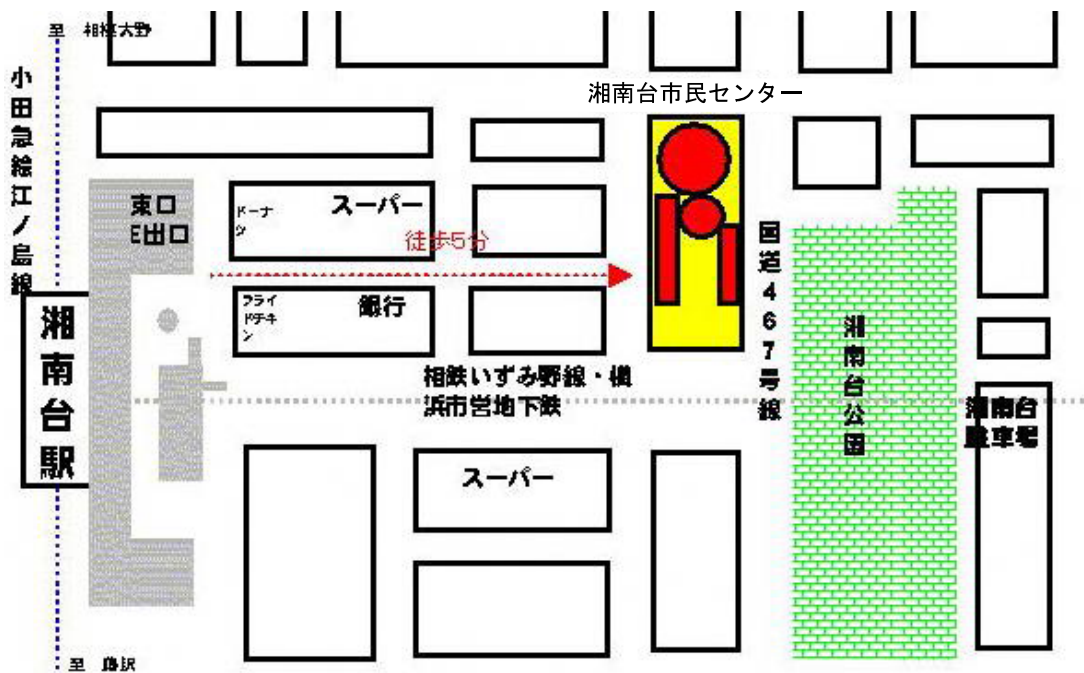 至 相模大野
小田急絵江ノ島線
湘南台市民センター
東口
E出口
ドーナ
ツ
スーパー
徒歩5分
フライ
ドチキ
ン
銀行
国道467号線
湘南台駅
湘南台公園
相鉄いずみ野線・横
浜市営地下鉄
湘南台
駐車場
スーパー
至 藤沢